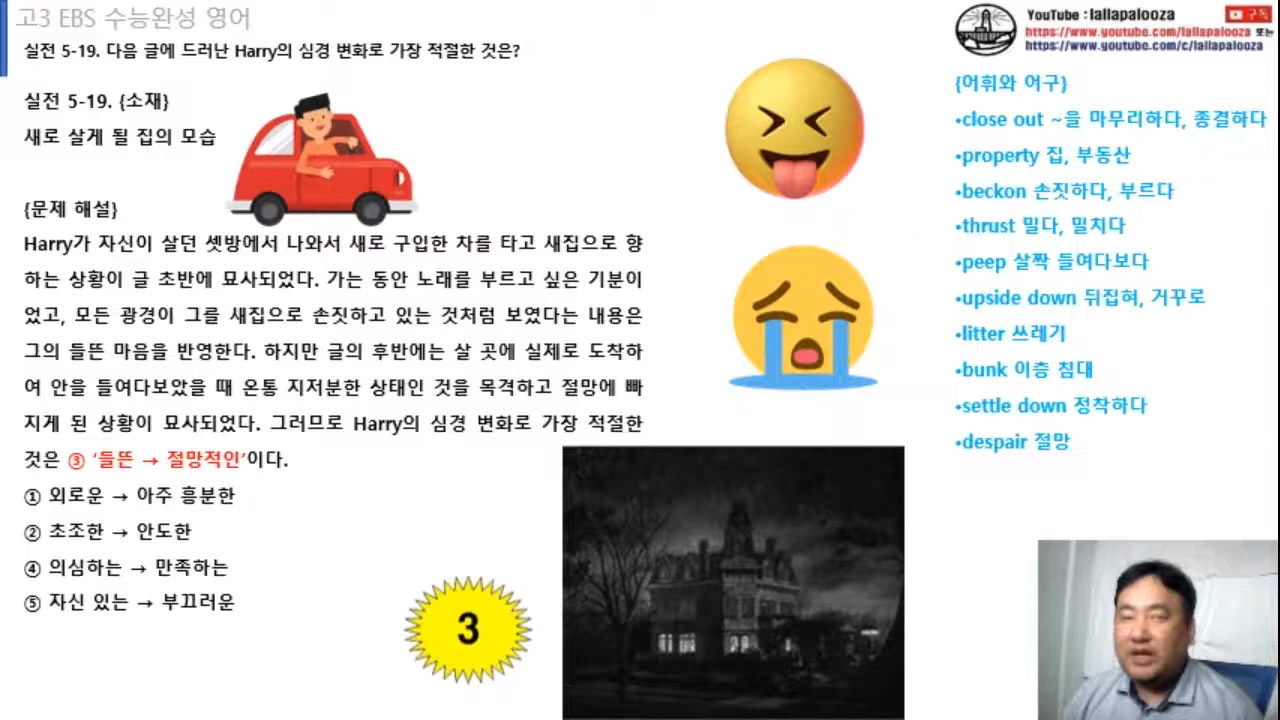 고3 EBS 수능완성 영어
실전 5-19. 다음 글에 드러난 Harry의 심경 변화로 가장 적절한 것은?
실전 5-19. {소재}
새로 살게 될 집의 모습
{문제 해설}
Harry가 자신이 살던 셋방에서 나와서 새로 구입한 차를 타고 새집으로 향
하는 상황이 글 초반에 묘사되었다. 가는 동안 노래를 부르고 싶은 기분이
었고, 모든 광경이 그를 새집으로 손짓하고 있는 것처럼 보였다는 내용은
그의 들뜬 마음을 반영한다. 하지만 글의 후반에는 살 곳에 실제로 도착하
여 안을 들여다보았을 때 온통 지저분한 상태인 것을 목격하고 절망에 빠
지게 된 상황이 묘사되었다. 그러므로 Harry의 심경 변화로 가장 적절한
것은 ③ ‘들뜬 → 절망적인’이다.
① 외로운 → 아주 흥분한
② 초조한 → 안도한
④ 의심하는 → 만족하는
⑤ 자신 있는 → 부끄러운
3
YouTube : lallapalooza
구독
https://www.youtube.com/lallapalooza 또는
https://www.youtube.com/c/lallapalooza
{어휘와 어구}
•close out ~을 마무리하다, 종결하다
•property 집, 부동산
•beckon 손짓하다, 부르다
•thrust 밀다, 밀치다
•peep 살짝 들여다보다
•upside down 뒤집혀, 거꾸로
•litter 쓰레기
•bunk 이층 침대
•settle down 정착하다
•despair 절망